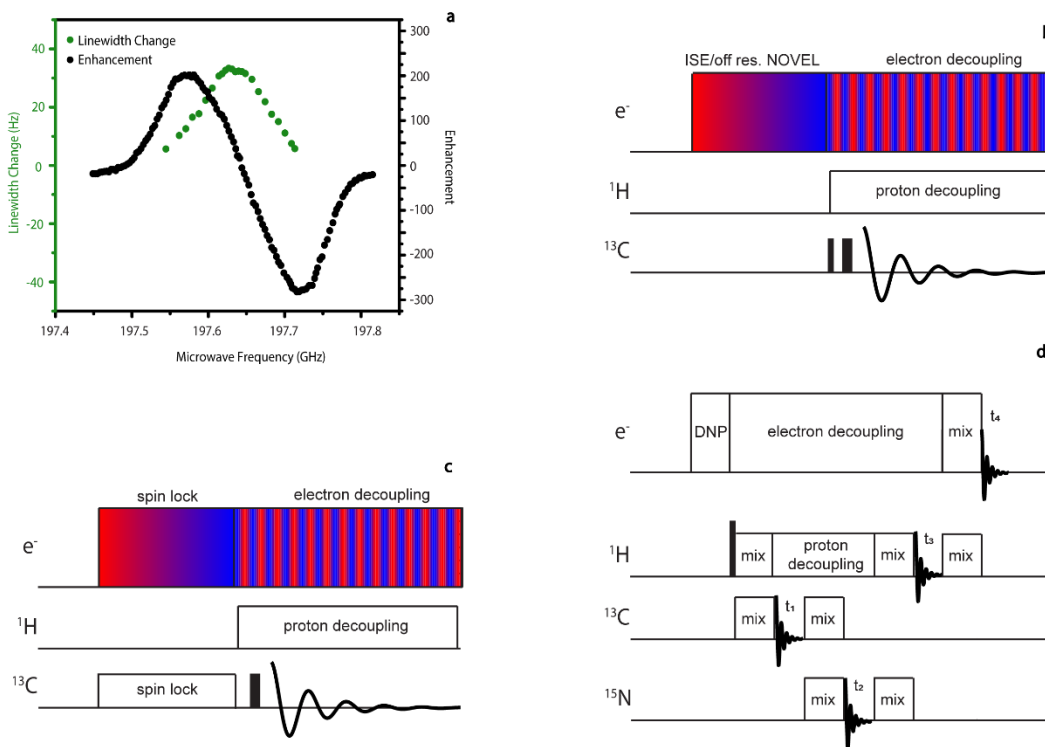 a
Linewidth Change
Enhancement
40
20
0
-20
-40
Linewidth Change (Hz)
300
200
100
0
-100
-200
-300
Enhancement
197.4
197.5
197.6
197.7
197.8
Microwave Frequency (GHz)
ISE/off res. NOVEL
electron decoupling
e-
1H
proton decoupling
13C
c
spin lock
electron decoupling
e-
1H
proton decoupling
13C
spin lock
d
e-
DNP
electron decoupling
mix
t4
1H
mix
proton
decoupling
mix
t3
mix
13C
mix
t1
mix
15N
mix
t2
mix